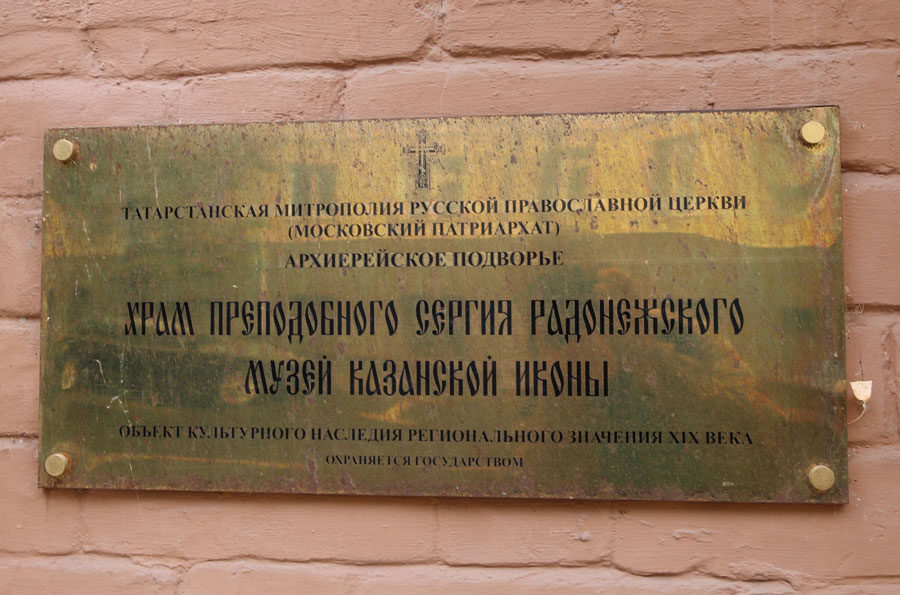 ТАТАРСТАНСКАЯ МИТРОПОЛИЯ РУССКОЙ ПРАВОСЛАВНОЙ ЦЕРКВИ
(МОСКОВСКИЙ ПАТРИАРХАТ)
АРХИЕРЕЙСКОЕ ПОДВОРЬЕ
ХРАМ ПРЕПОДОБНОГО СЕРГИЯ РАДОНЕЖСКОГО
МУЗЕЙ КАЗАНСКОЙ ИКОНЫ
ОБЪЕКТ КУЛЬТУРНОГО НАСЛЕДИЯ РЕГИОНАЛЬНОГО ЗНАЧЕНИЯ XIX ВЕКА
ОХРАНЯЕТСЯ ГОСУДАРСТВОМ